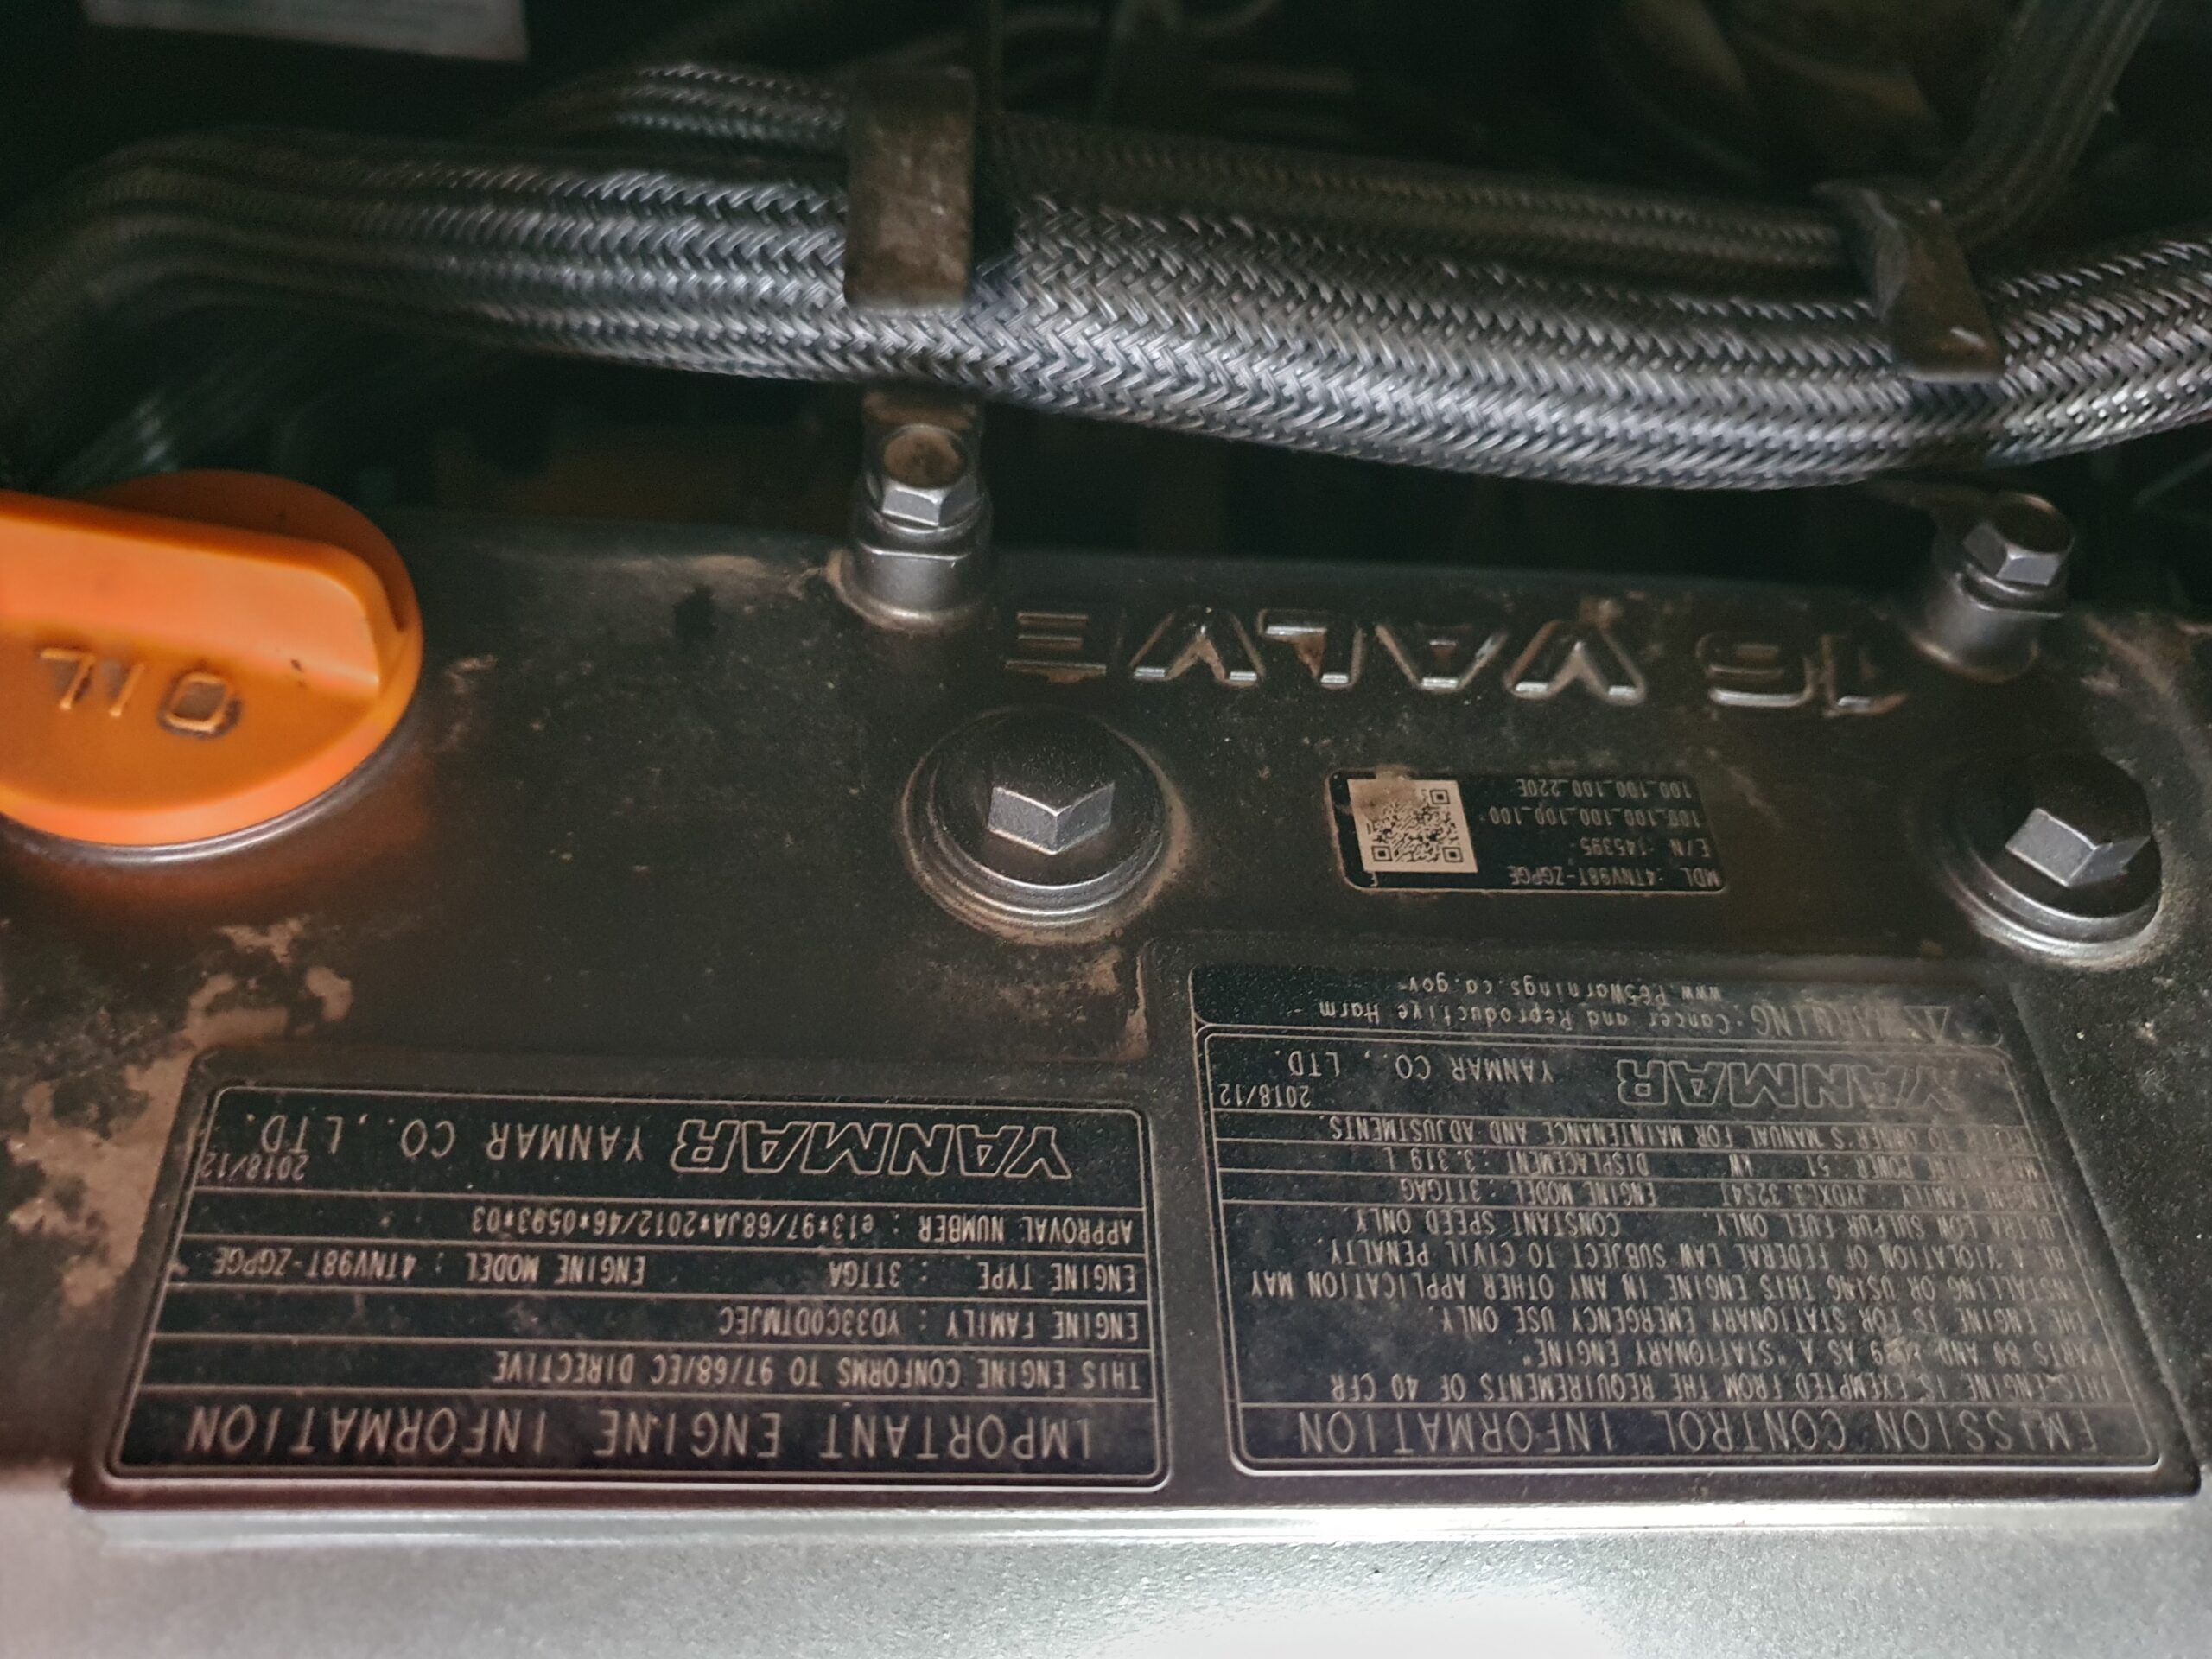 OIL
16 VALVE
MDL :4TNV98T-ZGPGE
E/N :145395
100_100_100_100_100
100_100_100_220E
F
EMISSION CONTROL INFORMATION
THIS ENGINE IS EXEMPTED FROM THE REQUIREMENTS OF 40 CFR
PARTS 89 AND 1039 AS A "STATIONARY ENGINE"
THE ENGINE IS FOR STATIONARY EMERGENCY USE ONLY.
INSTALLING OR USING THIS ENGINE IN ANY OTHER APPLICATION MAY
BE A VIOLATION OF FEDERAL LAW SUBJECT TO CIVIL PENALTY.
ULTRA LOW SULFUR FUEL ONLY. CONSTANT SPEED ONLY.
ENGINE FAMILY : JYDXL3.32S4T ENGINE MODEL : 3TTGAG
POWER 51 kW DISPLACEMENT : 3.319 L
REFER TO OWNER'S MANUAL FOR MAINTENANCE AND ADJUSTMENTS.
YANMAR YANMAR CO., LTD. 2018/12
WARNING-Cancer and Reproductive Harm -
www.P65Warnings.ca.gov
IMPORTANT ENGINE INFORMATION
THIS ENGINE CONFORMS TO 97/68/EC DIRECTIVE
ENGINE FAMILY : YD33C0DTMJEC
ENGINE TYPE : 3TTGA ENGINE MODEL : 4TNV98T-ZGPGE
APPROVAL NUMBER : e13*97/68JA*2012/46*0593*03
YANMAR YANMAR CO., LTD. 2018/12